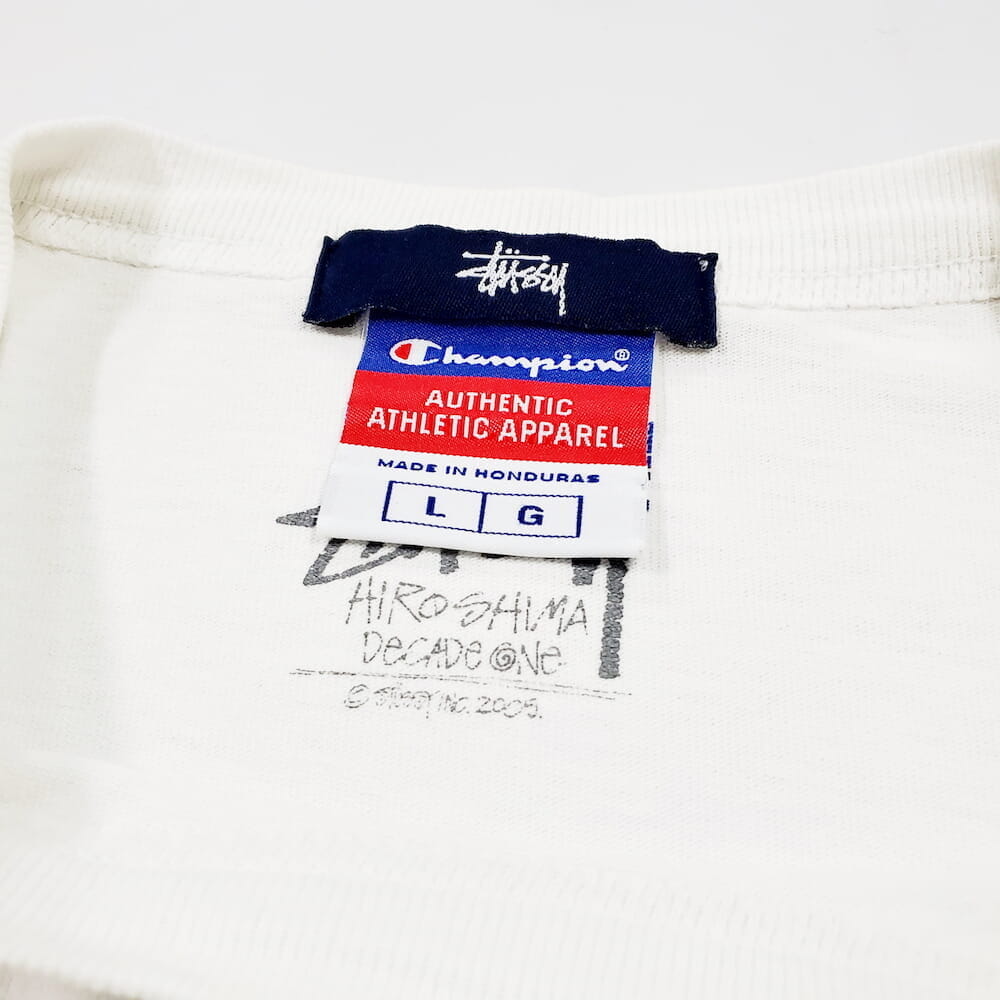 stüssy
Champion®
AUTHENTIC
ATHLETIC APPAREL
MADE IN HONDURAS
L G
HIROSHIMA
DECADE ONE
© STÜSSY, INC. 2005.